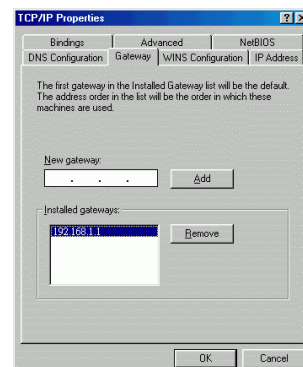 TCP/IP Properties
Bindings Advanced NetBIOS
DNS Configuration Gateway WINS Configuration IP Address
The first gateway in the Installed Gateway list will be the default.
The address order in the list will be the order in which these
machines are used.
New gateway:
. . . Add
Installed gateways:
192.168.1.1 Remove
OK Cancel